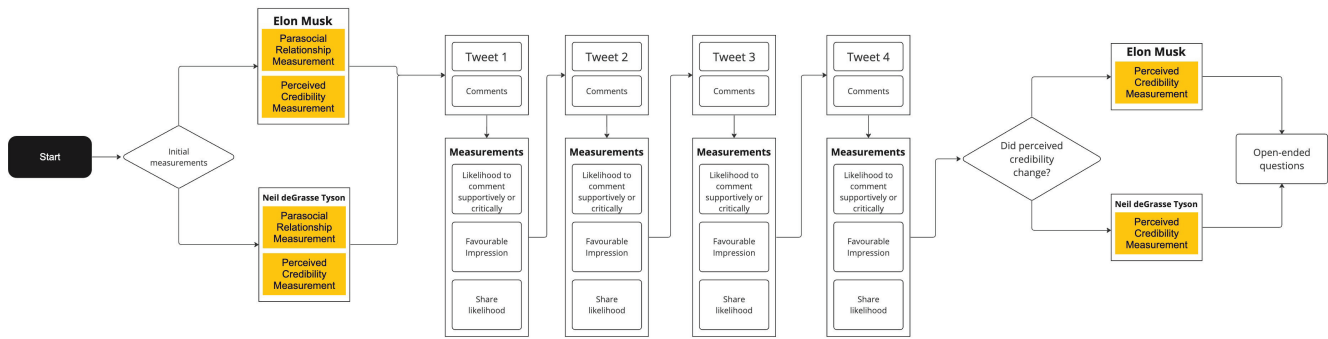 Start
Initial
measurements
Elon Musk
Parasocial
Relationship
Measurement
Perceived
Credibility
Measurement
Neil deGrasse Tyson
Parasocial
Relationship
Measurement
Perceived
Credibility
Measurement
Tweet 1
Comments
Measurements
Likelihood to
comment
supportively or
critically
Favourable
Impression
Share
likelihood
Tweet 2
Comments
Measurements
Likelihood to
comment
supportively or
critically
Favourable
Impression
Share
likelihood
Tweet 3
Comments
Measurements
Likelihood to
comment
supportively or
critically
Favourable
Impression
Share
likelihood
Tweet 4
Comments
Measurements
Likelihood to
comment
supportively or
critically
Favourable
Impression
Share
likelihood
Did perceived
credibility
change?
Elon Musk
Perceived
Credibility
Measurement
Neil deGrasse Tyson
Perceived
Credibility
Measurement
Open-ended
questions